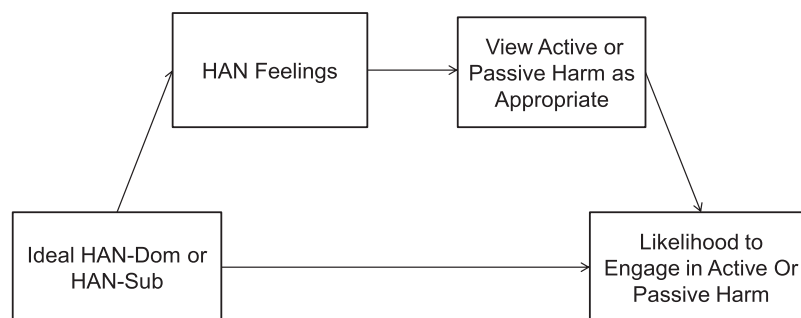 HAN Feelings
View Active or
Passive Harm as
Appropriate
Ideal HAN-Dom or
HAN-Sub
Likelihood to
Engage in Active Or
Passive Harm